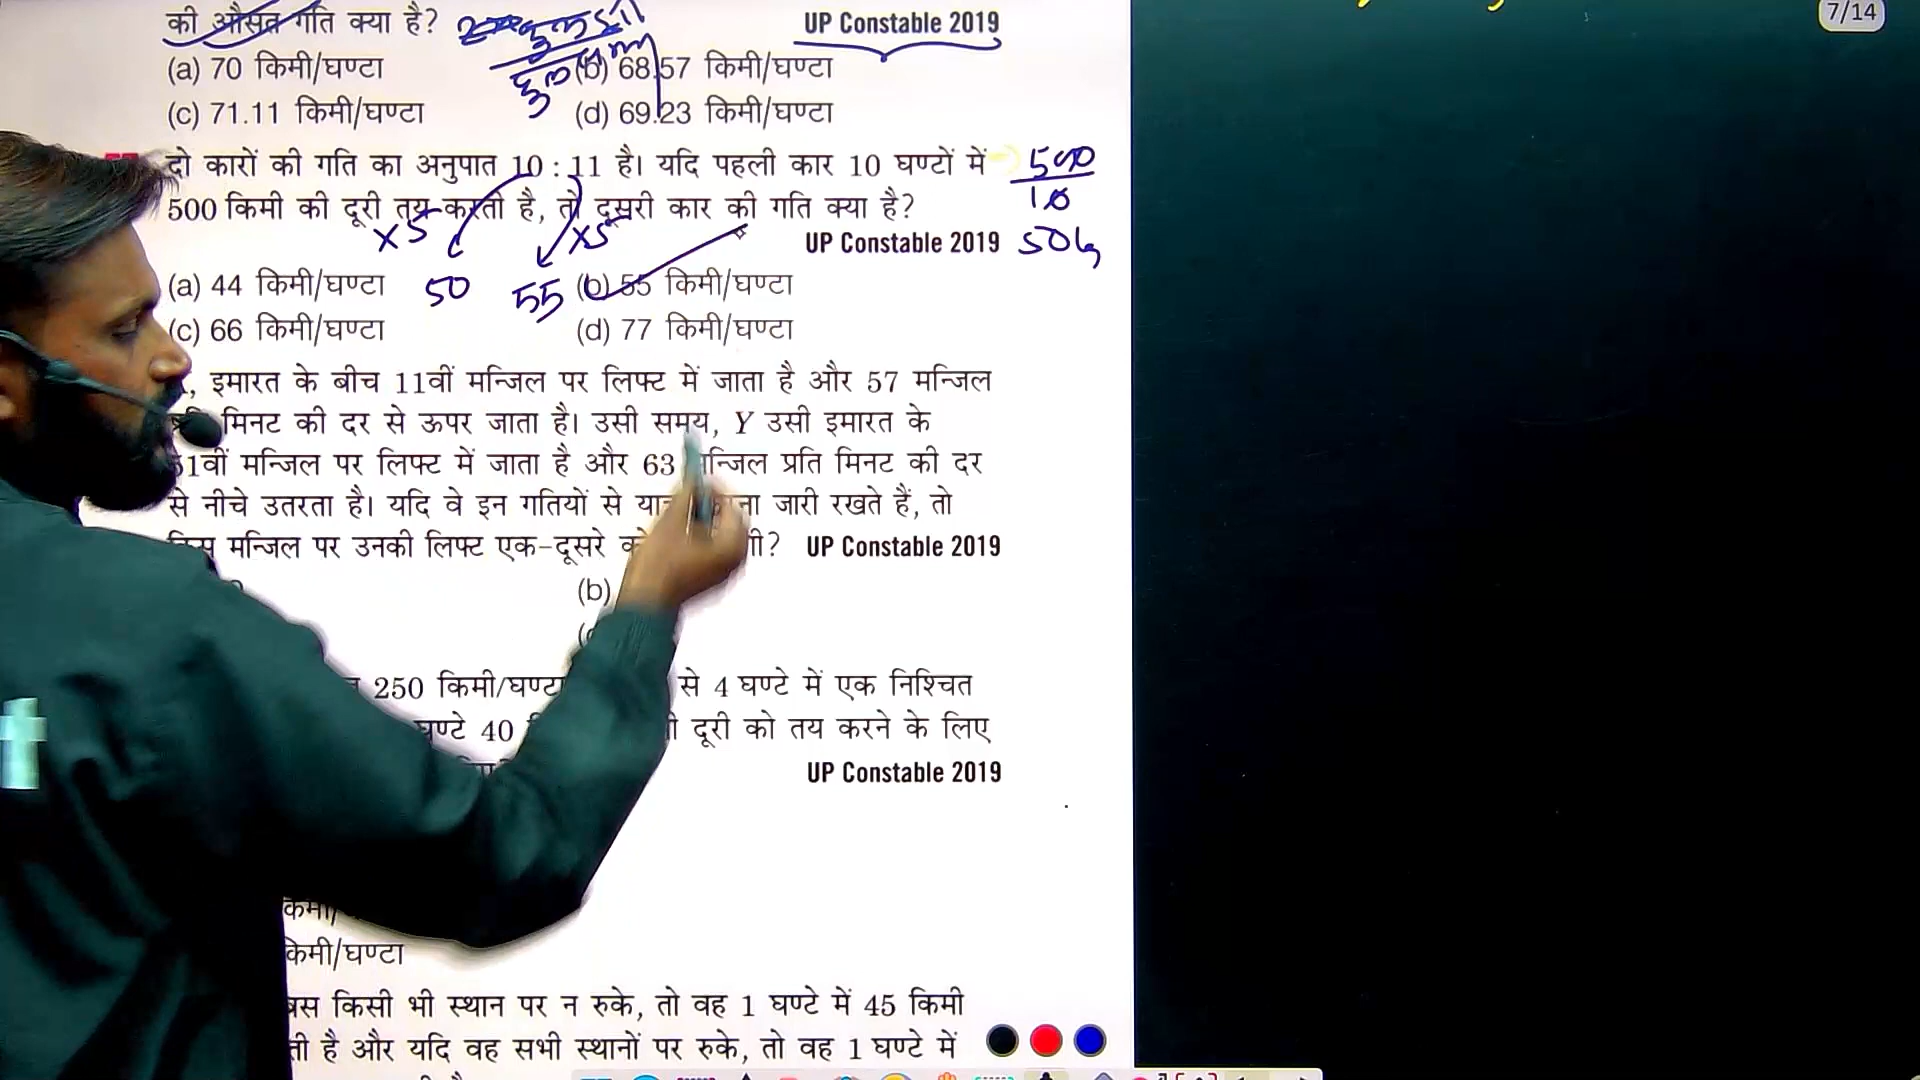 की औसत गति क्या है? UP Constable 2019
7/14
(a) 70 किमी/घण्टा (b) 68.57 किमी/घण्टा
(c) 71.11 किमी/घण्टा (d) 69.23 किमी/घण्टा
दो कारों की गति का अनुपात 10 : 11 है। यदि पहली कार 10 घण्टों में 500
500 किमी की दूरी तय करती है, तो दूसरी कार की गति क्या है? 10
×5 ×5 UP Constable 2019 50
(a) 44 किमी/घण्टा 50 55 (b) 55 किमी/घण्टा
(c) 66 किमी/घण्टा (d) 77 किमी/घण्टा
इमारत के बीच 11वीं मन्जिल पर लिफ्ट में जाता है और 57 मन्जिल
मिनट की दर से ऊपर जाता है। उसी समय, Y उसी इमारत के
1वीं मन्जिल पर लिफ्ट में जाता है और 63 मन्जिल प्रति मिनट की दर
से नीचे उतरता है। यदि वे इन गतियों से जारी रखते हैं, तो
मन्जिल पर उनकी लिफ्ट एक-दूसरे ? UP Constable 2019
(b)
250 किमी/घण्टा से 4 घण्टे में एक निश्चित
घण्टे 40 दूरी को तय करने के लिए
UP Constable 2019
किमी/
किमी/घण्टा
बस किसी भी स्थान पर न रुके, तो वह 1 घण्टे में 45 किमी
है और यदि वह सभी स्थानों पर रुके, तो वह 1 घण्टे में